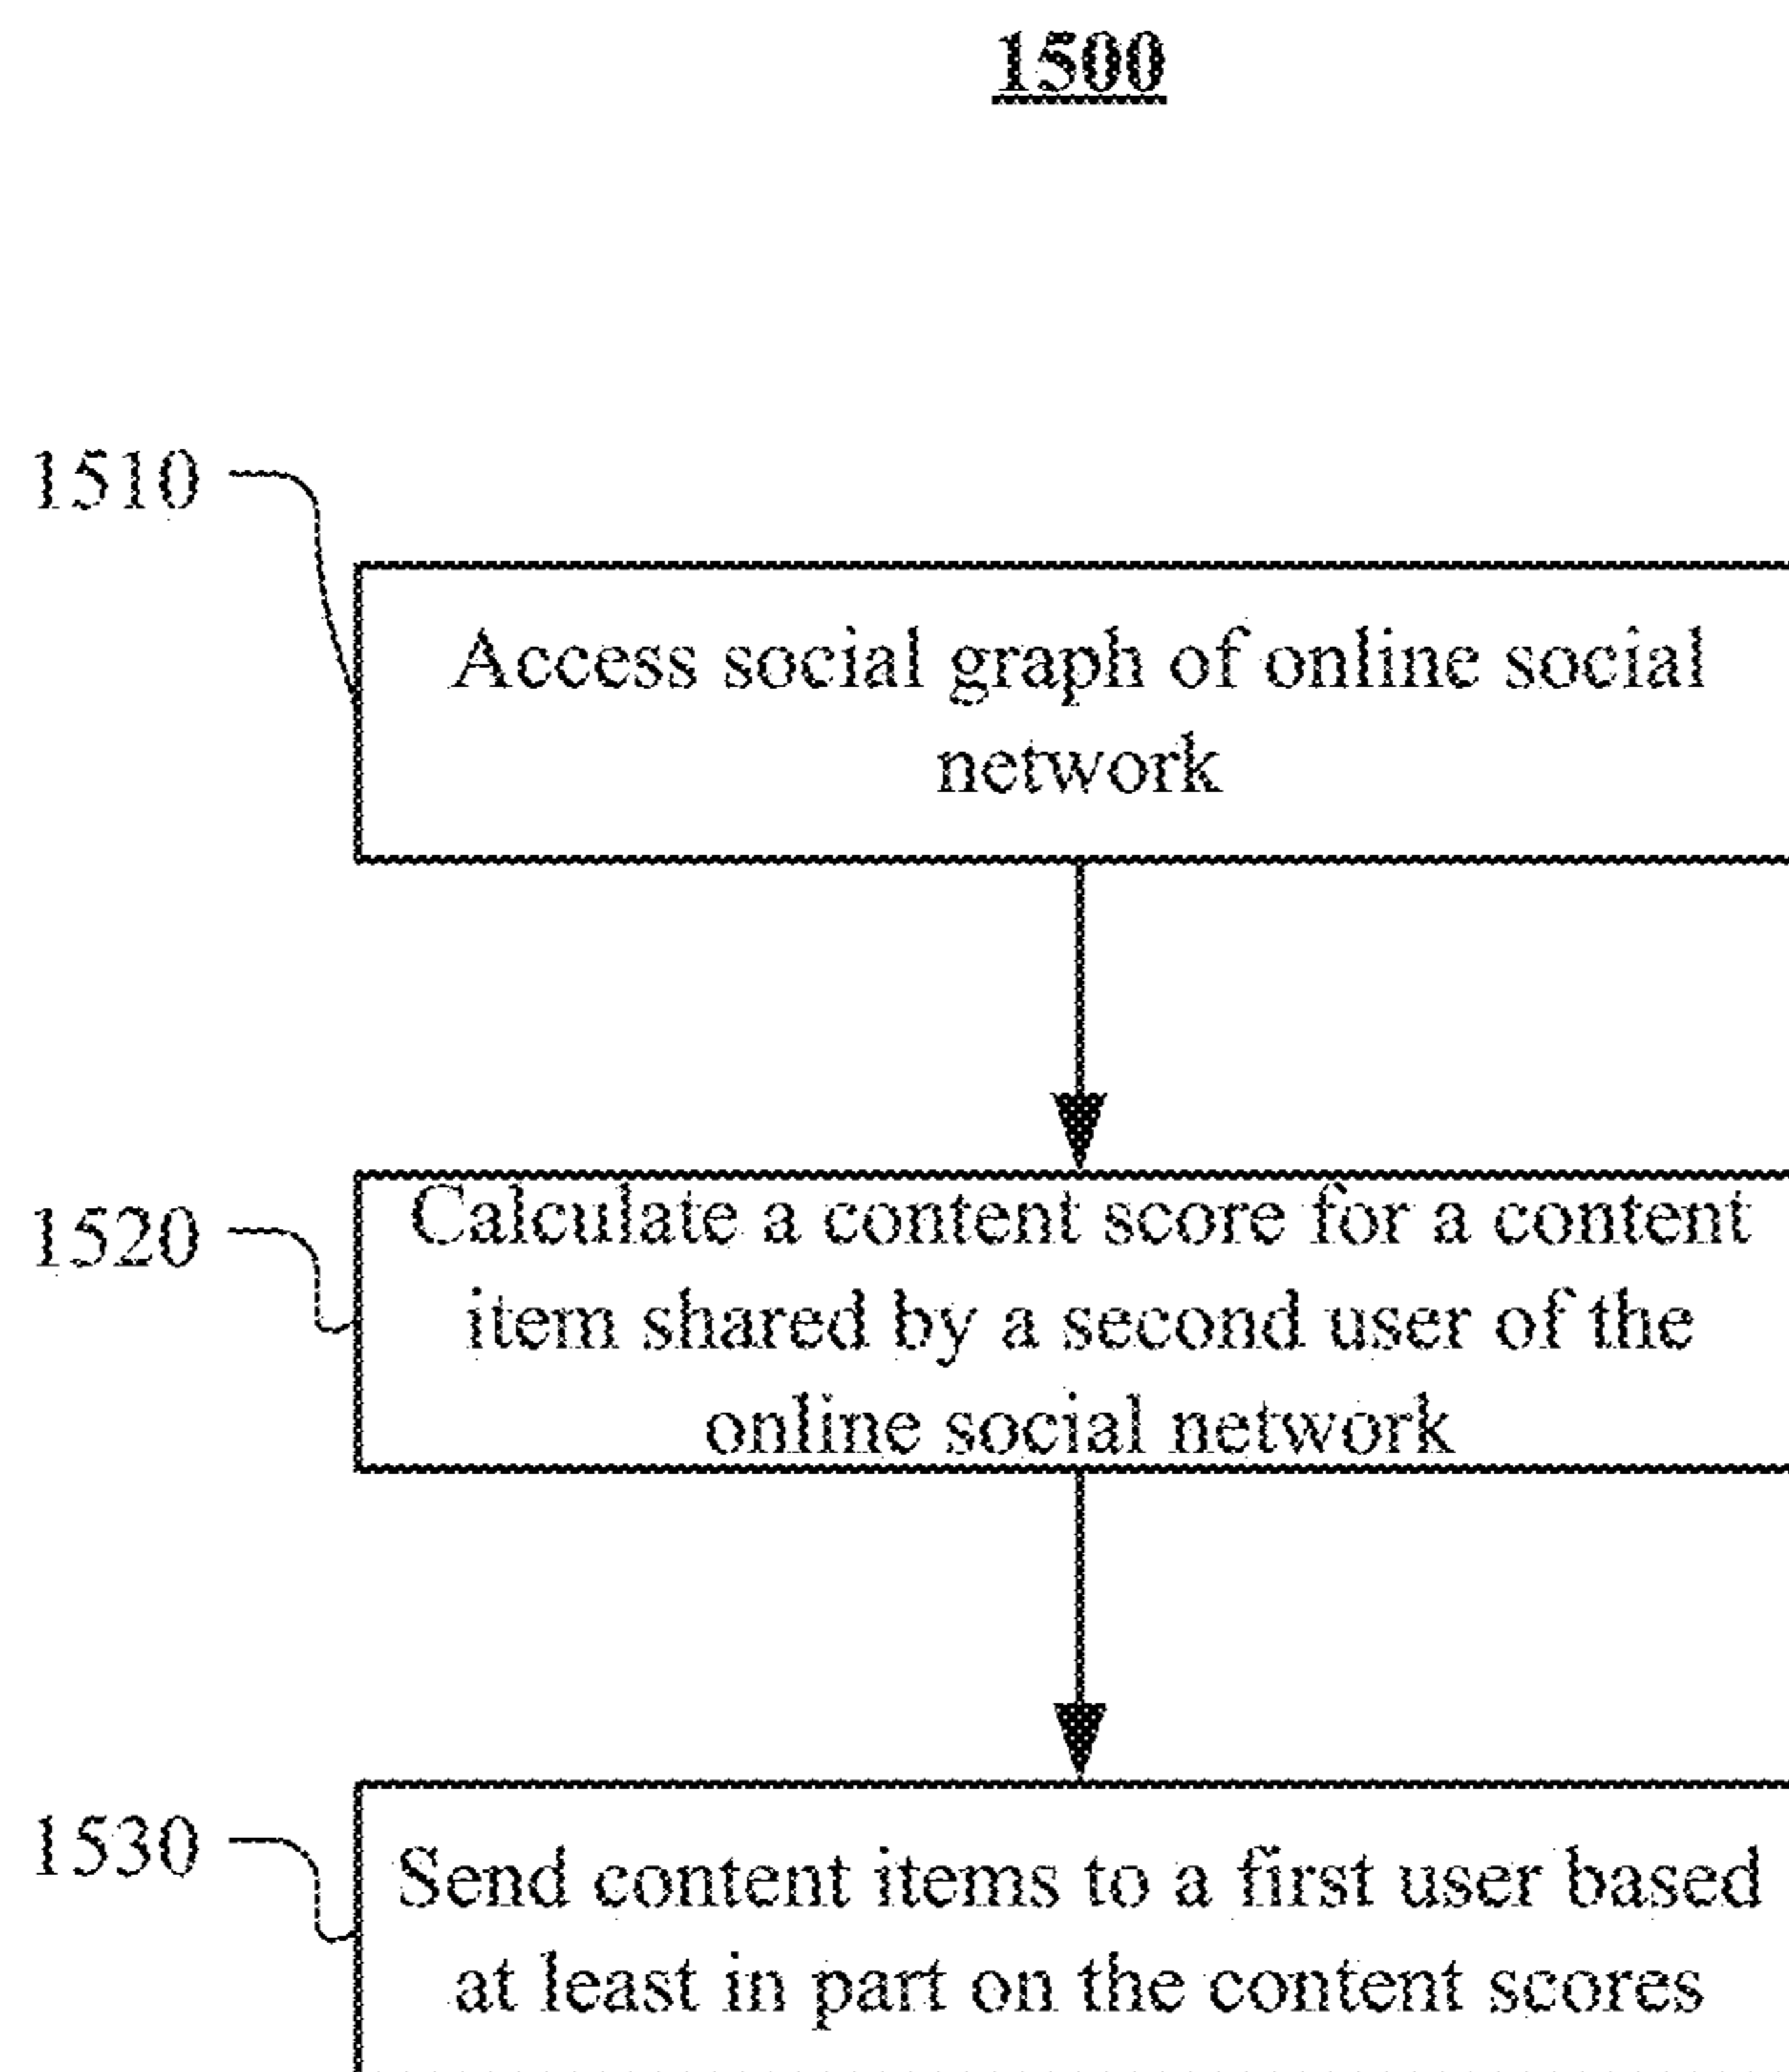 1500
1510
Access social graph of online social
network
1520
Calculate a content score for a content
item shared by a second user of the
online social network
1530
Send content items to a first user based
at least in part on the content scores